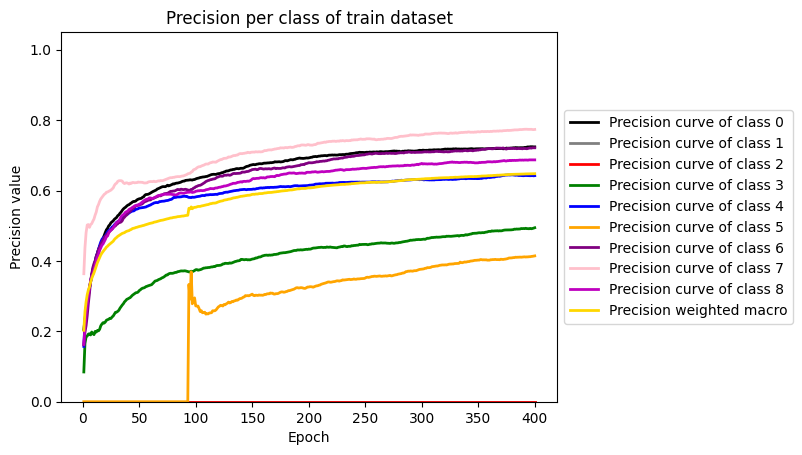 Precision per class of train dataset
Precision value
1.0
0.8
0.6
0.4
0.2
0.0
0
50
100
150
200
250
300
350
400
Epoch
Precision curve of class 0
Precision curve of class 1
Precision curve of class 2
Precision curve of class 3
Precision curve of class 4
Precision curve of class 5
Precision curve of class 6
Precision curve of class 7
Precision curve of class 8
Precision weighted macro